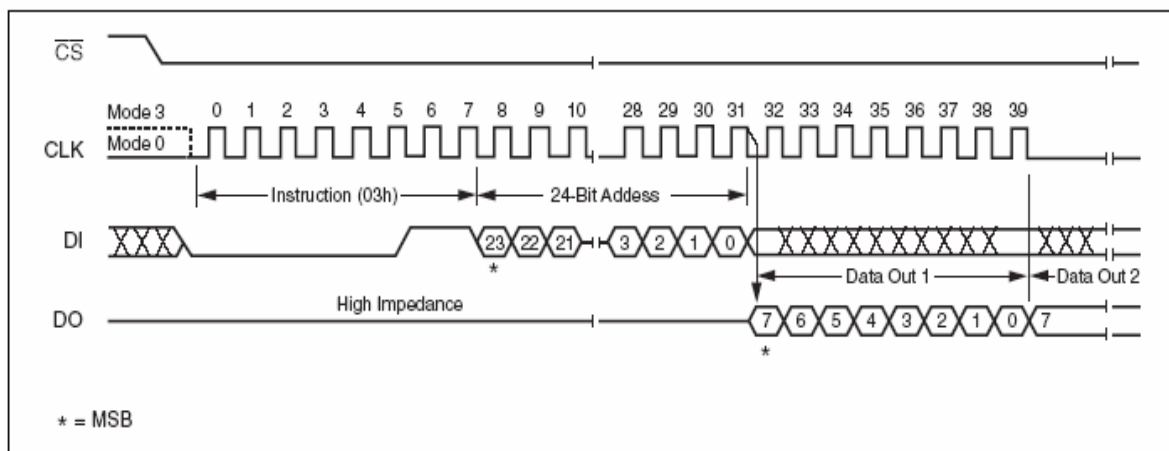 CS
Mode 3 0 1 2 3 4 5 6 7 8 9 10 28 29 30 31 32 33 34 35 36 37 38 39
Mode 0
CLK
Instruction (03h) 24-Bit Addess
DI 23 22 21 3 2 1 0
*
Data Out 1 Data Out 2
High Impedance
DO 7 6 5 4 3 2 1 0 7
*
* = MSB